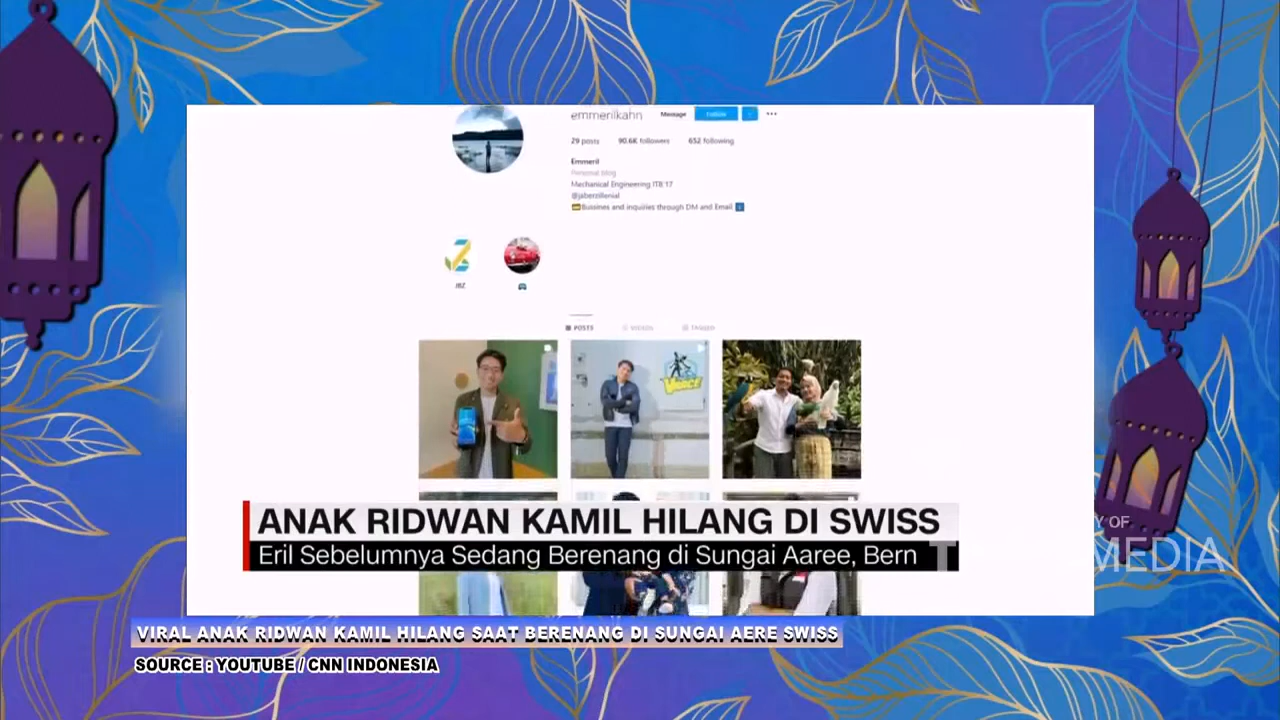 emmerilkahn Message Follow
29 posts 90.6K followers 652 following
Emmeril
Personal blog
Mechanical Engineering ITB 17
@jabarzillenial
Bussines and inquiries through DM and Email
JBZ
POSTS VIDEOS TAGGED
VMAGZ
ANAK RIDWAN KAMIL HILANG DI SWISS
Eril Sebelumnya Sedang Berenang di Sungai Aaree, Bern
Y OF
T MEDIA
VIRAL ANAK RIDWAN KAMIL HILANG SAAT BERENANG DI SUNGAI AERE SWISS
SOURCE : YOUTUBE / CNN INDONESIA